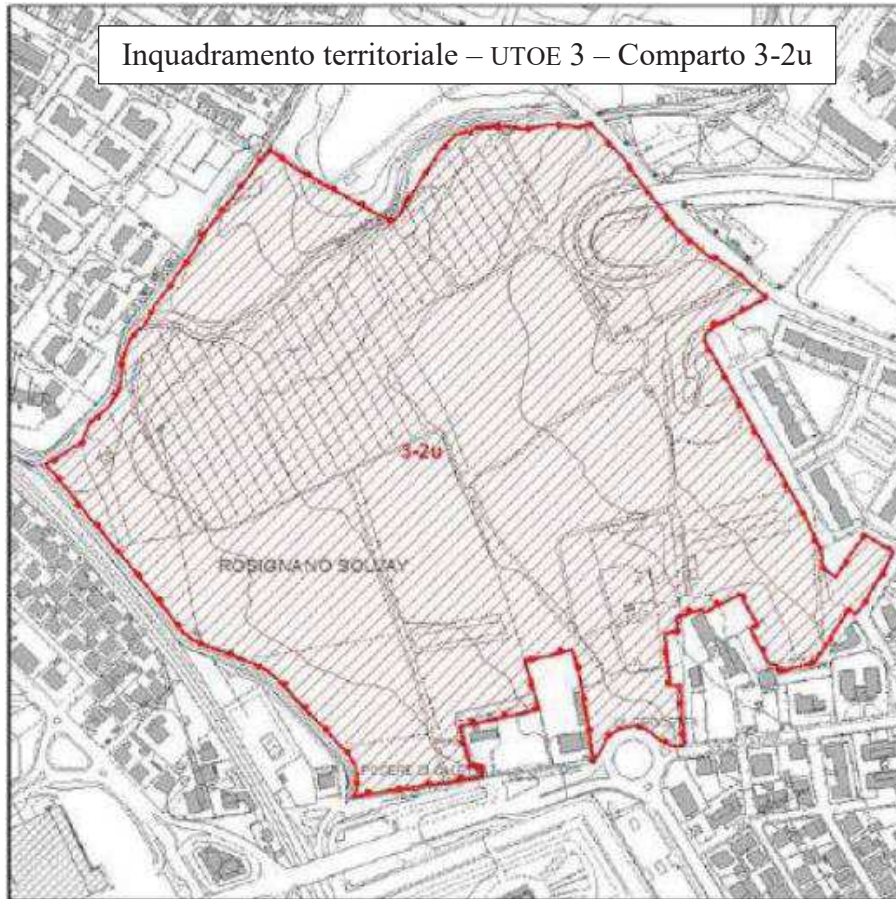 Inquadramento territoriale – UTOE 3 – Comparto 3-2u
3-2u
ROSIGNANO SOLVAY